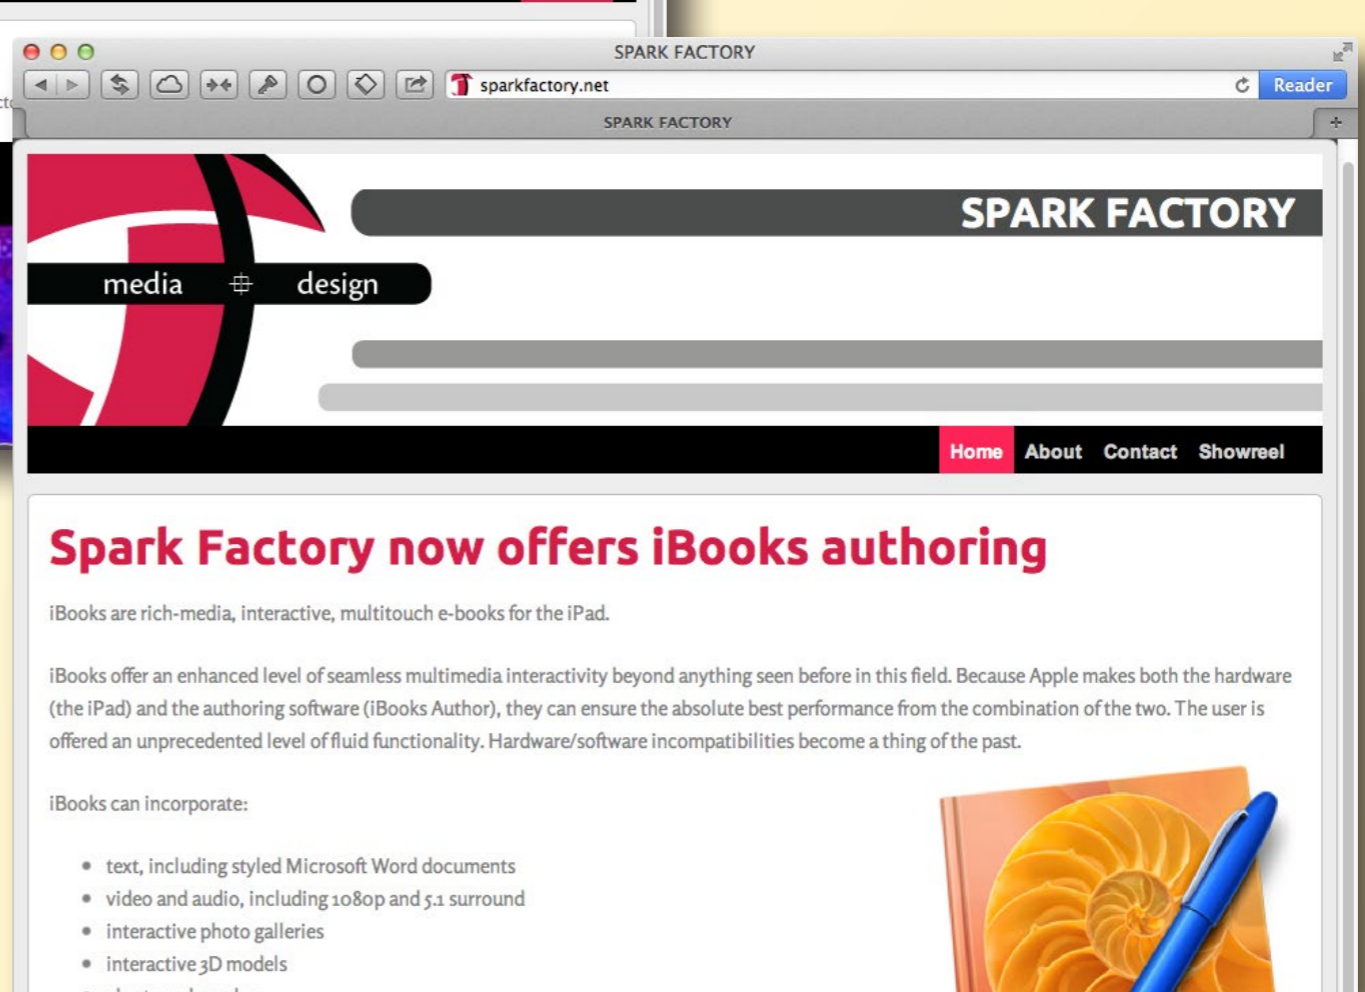 SPARK FACTORY
sparkfactory.net
Reader
SPARK FACTORY
SPARK FACTORY
media design
Home About Contact Showreel
Spark Factory now offers iBooks authoring
iBooks are rich-media, interactive, multitouch e-books for the iPad.
iBooks offer an enhanced level of seamless multimedia interactivity beyond anything seen before in this field. Because Apple makes both the hardware
(the iPad) and the authoring software (iBooks Author), they can ensure the absolute best performance from the combination of the two. The user is
offered an unprecedented level of fluid functionality. Hardware/software incompatibilities become a thing of the past.
iBooks can incorporate:
• text, including styled Microsoft Word documents
• video and audio, including 1080p and 5.1 surround
• interactive photo galleries
• interactive 3D models